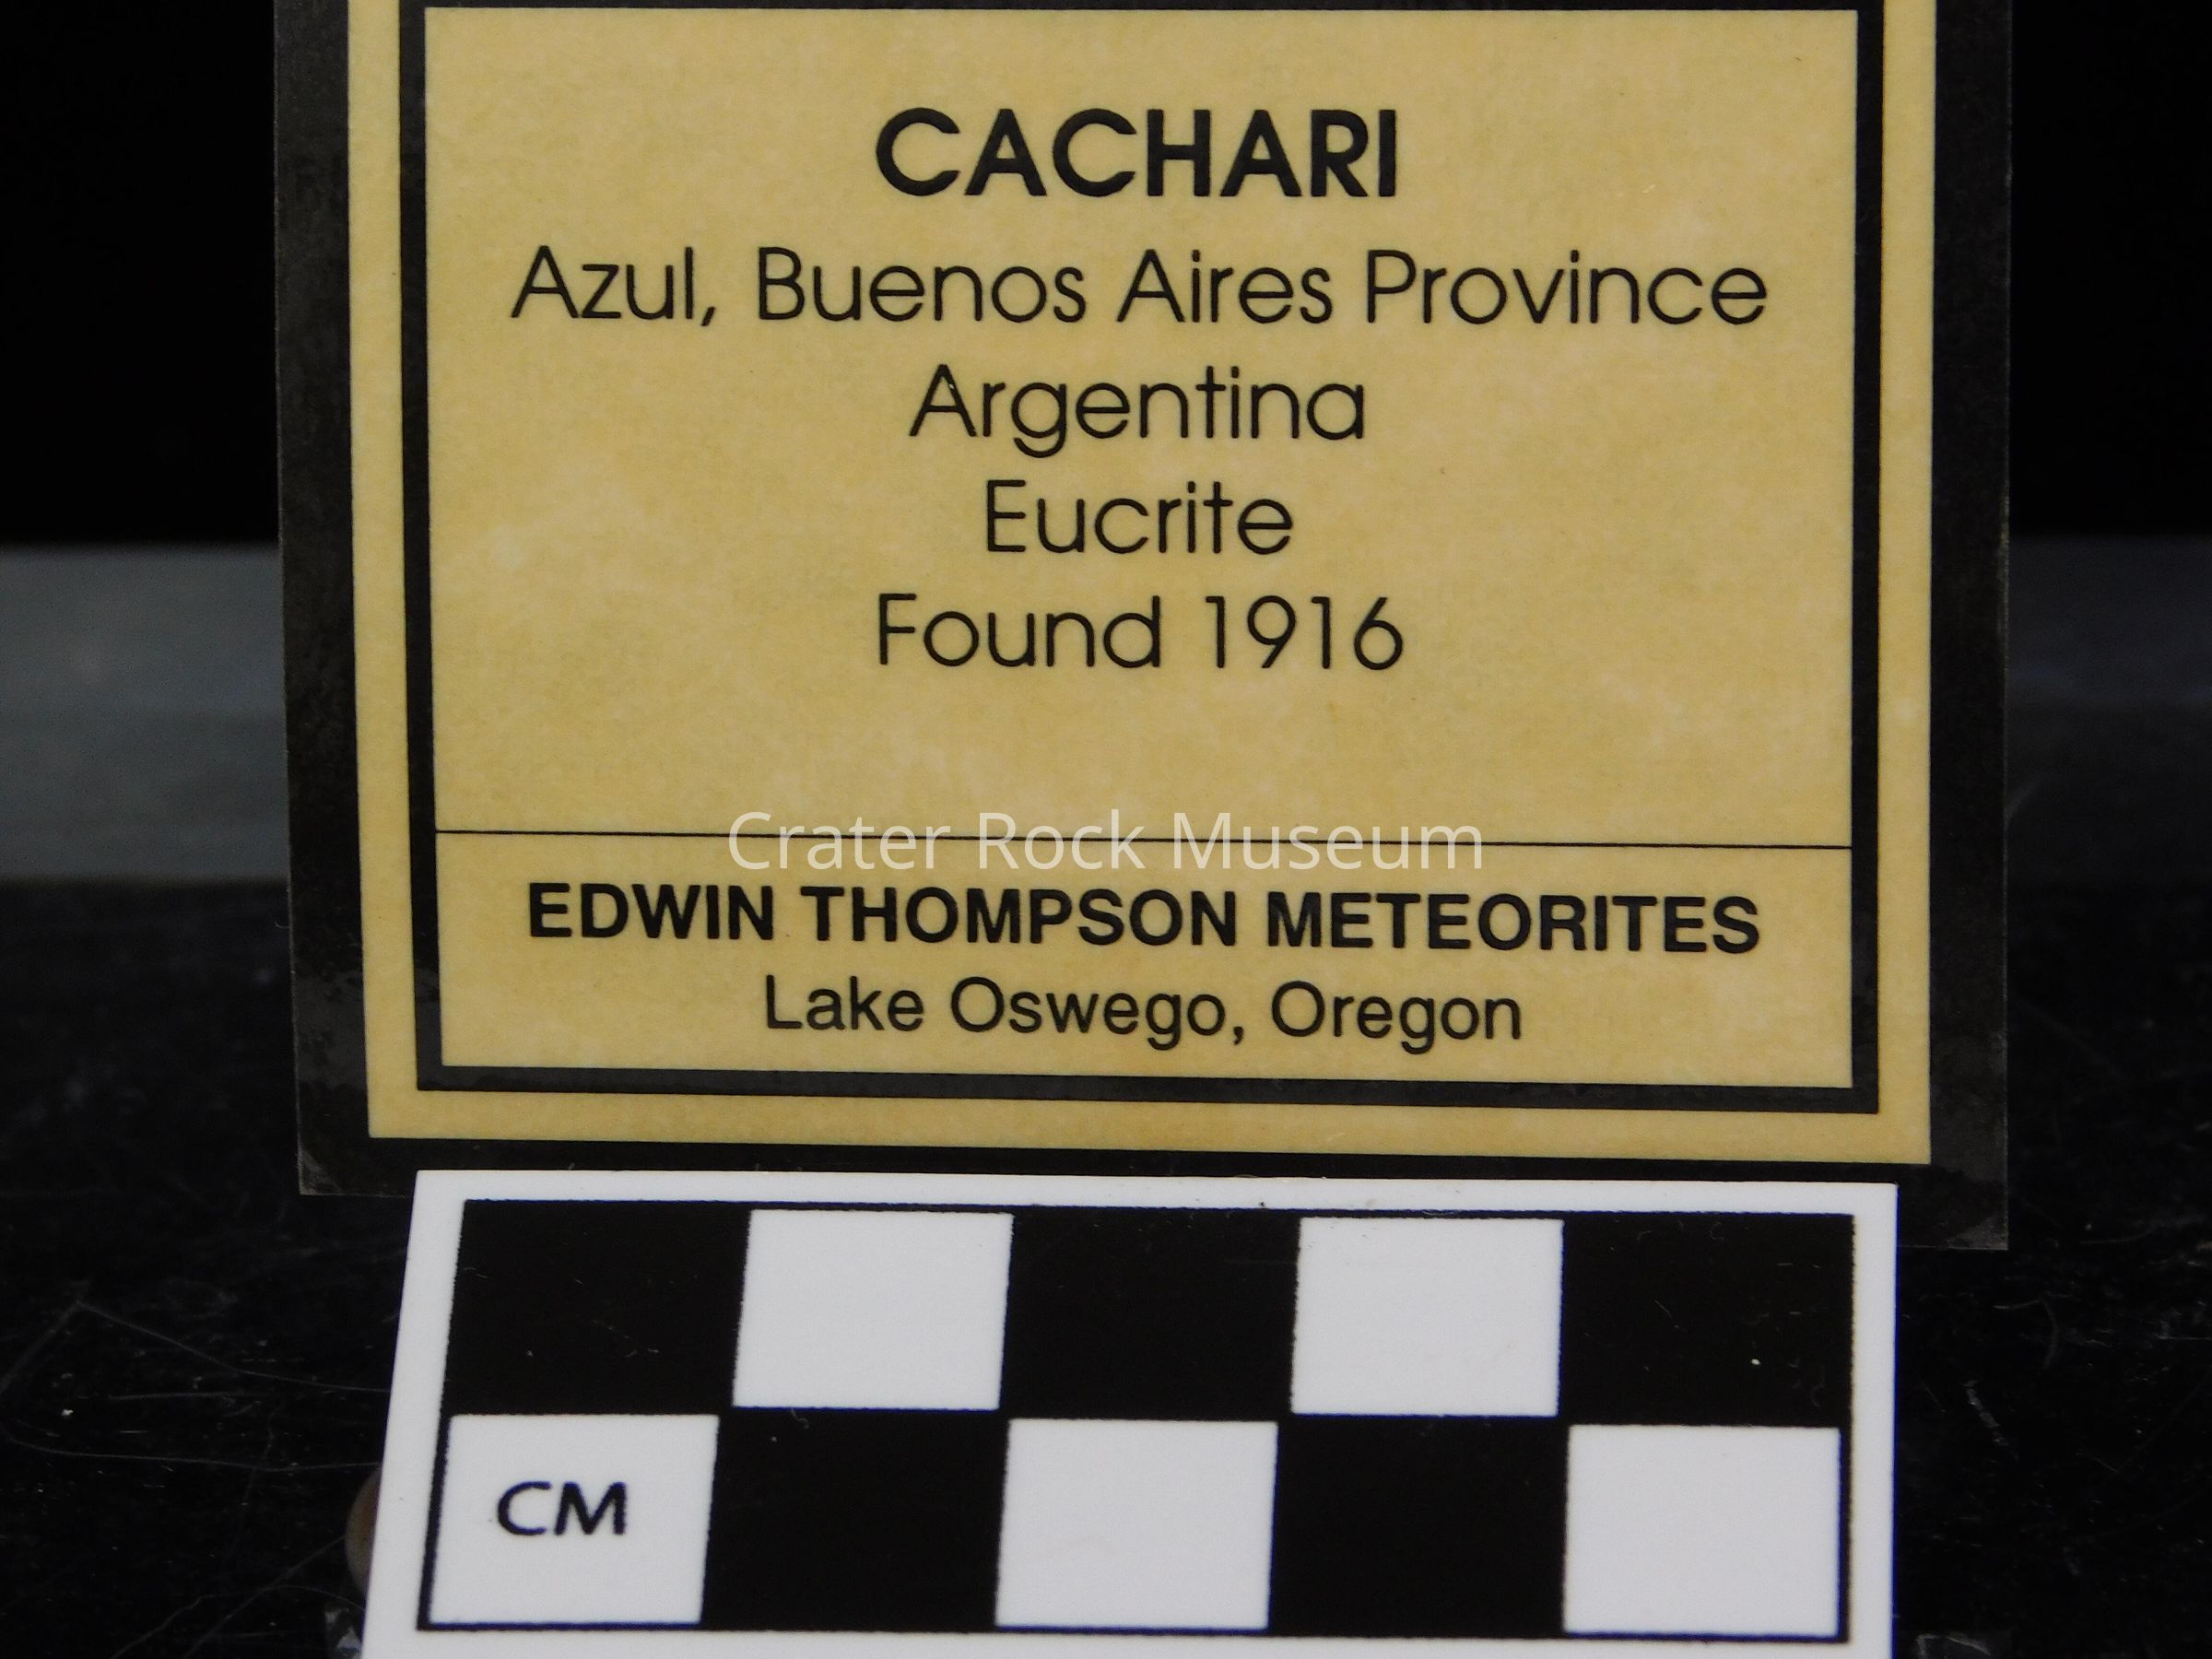 CACHARI
Azul, Buenos Aires Province
Argentina
Eucrite
Found 1916
Crater Rock Museum
EDWIN THOMPSON METEORITES
Lake Oswego, Oregon
CM